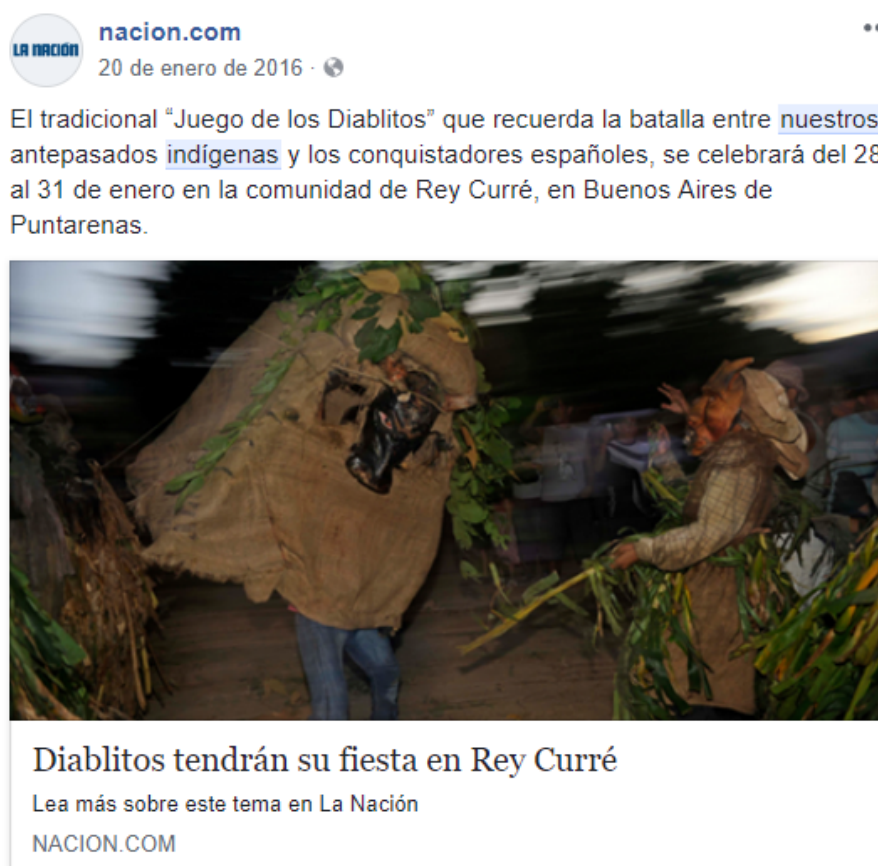 LA NACIÓN
nacion.com
20 de enero de 2016 ·
El tradicional “Juego de los Diablitos” que recuerda la batalla entre nuestros
antepasados indígenas y los conquistadores españoles, se celebrará del 28
al 31 de enero en la comunidad de Rey Curré, en Buenos Aires de
Puntarenas.
Diablitos tendrán su fiesta en Rey Curré
Lea más sobre este tema en La Nación
NACION.COM